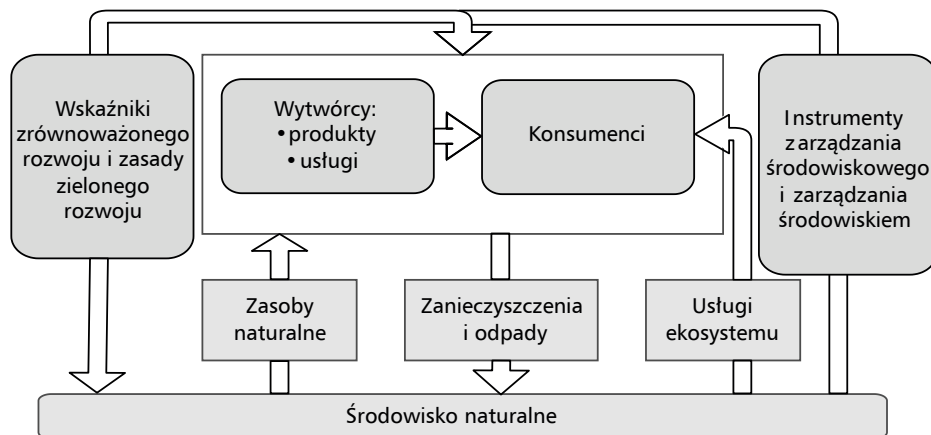 Wskaźniki
zrównoważonego
rozwoju i zasady
zielonego
rozwoju
Wytwórcy:
• produkty
• usługi
Konsumenci
Instrumenty
zarządzania
środowiskowego
i zarządzania
środowiskiem
Zasoby
naturalne
Zanieczyszczenia
i odpady
Usługi
ekosystemu
Środowisko naturalne